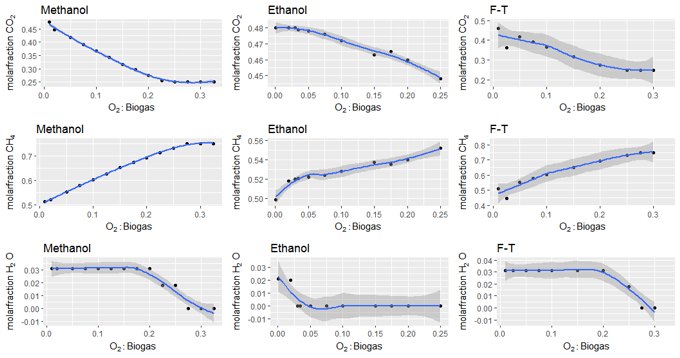 Methanol
molarfraction CO2
0.45
0.40
0.35
0.30
0.25
0.0 0.1 0.2 0.3
O2 : Biogas
Ethanol
molarfraction CO2
0.48
0.47
0.46
0.45
0.00 0.05 0.10 0.15 0.20 0.25
O2 : Biogas
F-T
molarfraction CO2
0.5
0.4
0.3
0.2
0.0 0.1 0.2 0.3
O2 : Biogas
Methanol
molarfraction CH4
0.7
0.6
0.5
0.0 0.1 0.2 0.3
O2 : Biogas
Ethanol
molarfraction CH4
0.56
0.54
0.52
0.50
0.00 0.05 0.10 0.15 0.20 0.25
O2 : Biogas
F-T
molarfraction CH4
0.8
0.7
0.6
0.5
0.4
0.0 0.1 0.2 0.3
O2 : Biogas
Methanol
molarfraction H2 O
0.03
0.02
0.01
0.00
-0.01
0.0 0.1 0.2 0.3
O2 : Biogas
Ethanol
molarfraction H2 O
0.03
0.02
0.01
0.00
-0.01
0.00 0.05 0.10 0.15 0.20 0.25
O2 : Biogas
F-T
molarfraction H2 O
0.04
0.03
0.02
0.01
0.00
-0.01
0.0 0.1 0.2 0.3
O2 : Biogas